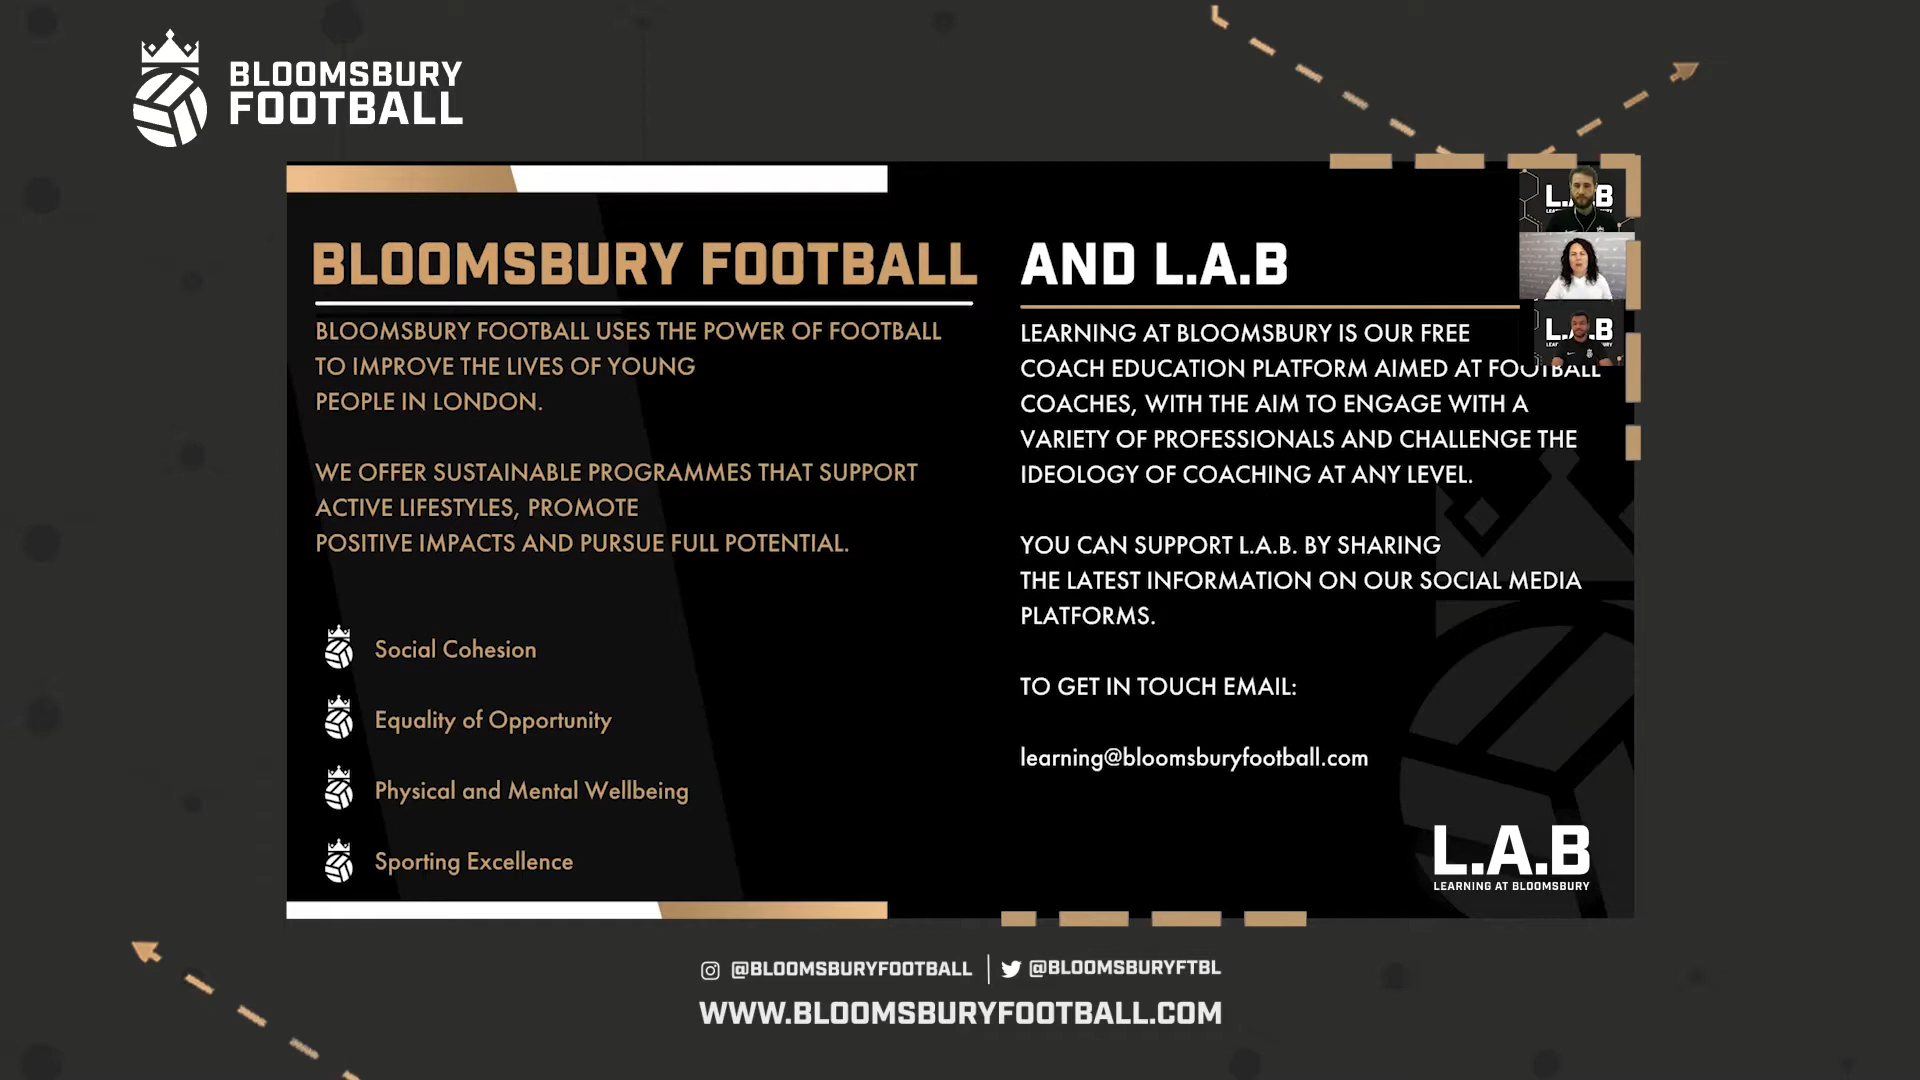 BLOOMSBURY
FOOTBALL
BLOOMSBURY FOOTBALL
BLOOMSBURY FOOTBALL USES THE POWER OF FOOTBALL
TO IMPROVE THE LIVES OF YOUNG
PEOPLE IN LONDON.
WE OFFER SUSTAINABLE PROGRAMMES THAT SUPPORT
ACTIVE LIFESTYLES, PROMOTE
POSITIVE IMPACTS AND PURSUE FULL POTENTIAL.
Social Cohesion
Equality of Opportunity
Physical and Mental Wellbeing
Sporting Excellence
AND L.A.B
LEARNING AT BLOOMSBURY IS OUR FREE
COACH EDUCATION PLATFORM AIMED AT FOOTBALL
COACHES, WITH THE AIM TO ENGAGE WITH A
VARIETY OF PROFESSIONALS AND CHALLENGE THE
IDEOLOGY OF COACHING AT ANY LEVEL.
YOU CAN SUPPORT L.A.B. BY SHARING
THE LATEST INFORMATION ON OUR SOCIAL MEDIA
PLATFORMS.
TO GET IN TOUCH EMAIL:
learning@bloomsburyfootball.com
L.A.B
LEARNING AT BLOOMSBURY
@BLOOMSBURYFOOTBALL @BLOOMSBURYFTBL
WWW.BLOOMSBURYFOOTBALL.COM